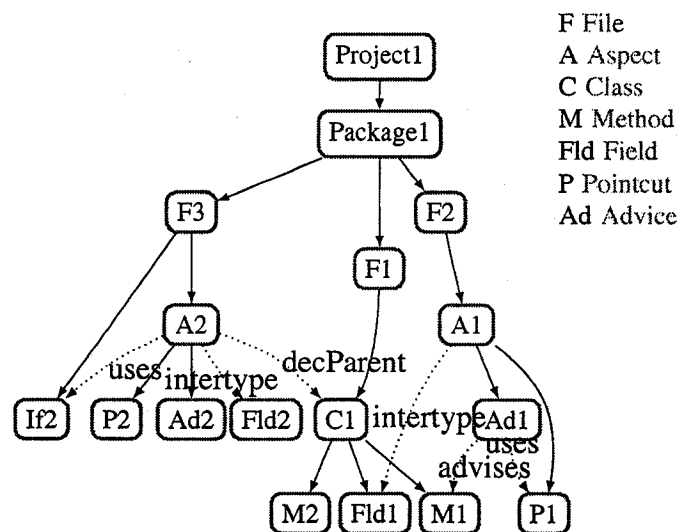 F File
A Aspect
C Class
M Method
Fld Field
P Pointcut
Ad Advice
Project1
Package1
F3
F2
F1
A2
A1
uses
intertype
decParent
If2
P2
Ad2
Fld2
C1
intertype
Ad1
uses
advises
M2
Fld1
M1
P1